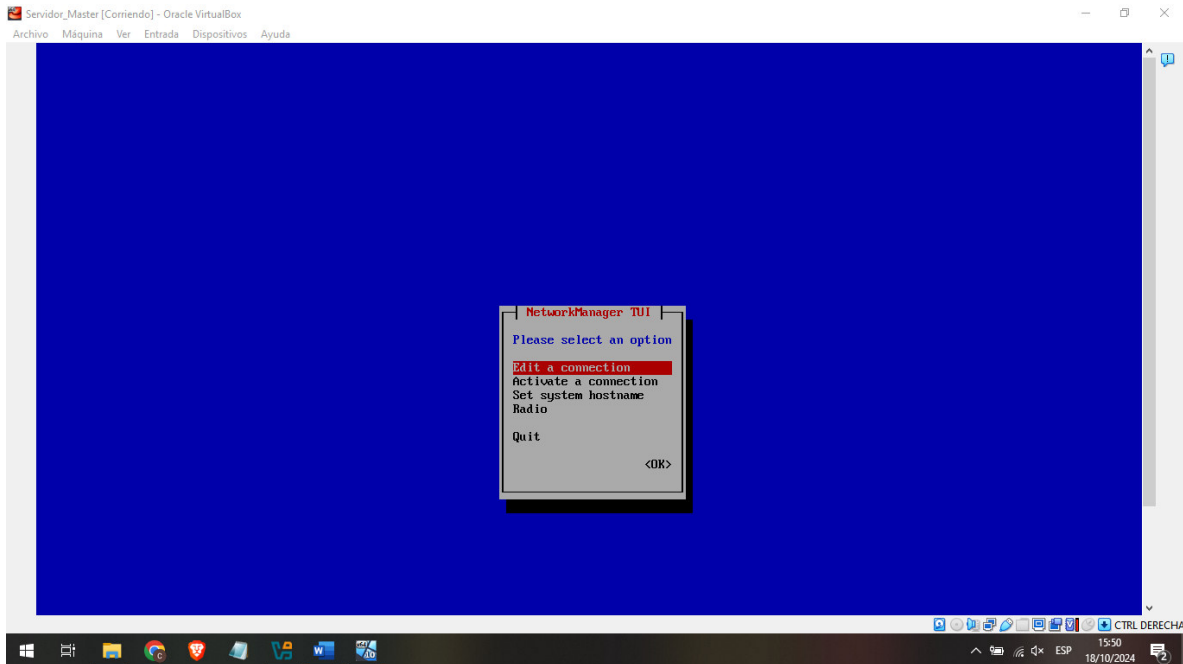 Servidor_Master [Corriendo] - Oracle VirtualBox
Archivo Máquina Ver Entrada Dispositivos Ayuda
NetworkManager TUI
Please select an option
Edit a connection
Activate a connection
Set system hostname
Radio
Quit
<OK>
CTRL DERECHA
ESP
15:50
18/10/2024
2